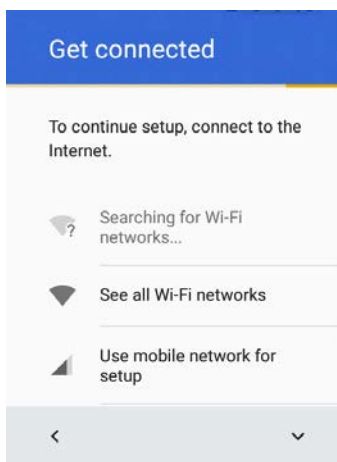 Get connected
To continue setup, connect to the
Internet.
Searching for Wi-Fi
networks...
See all Wi-Fi networks
Use mobile network for
setup